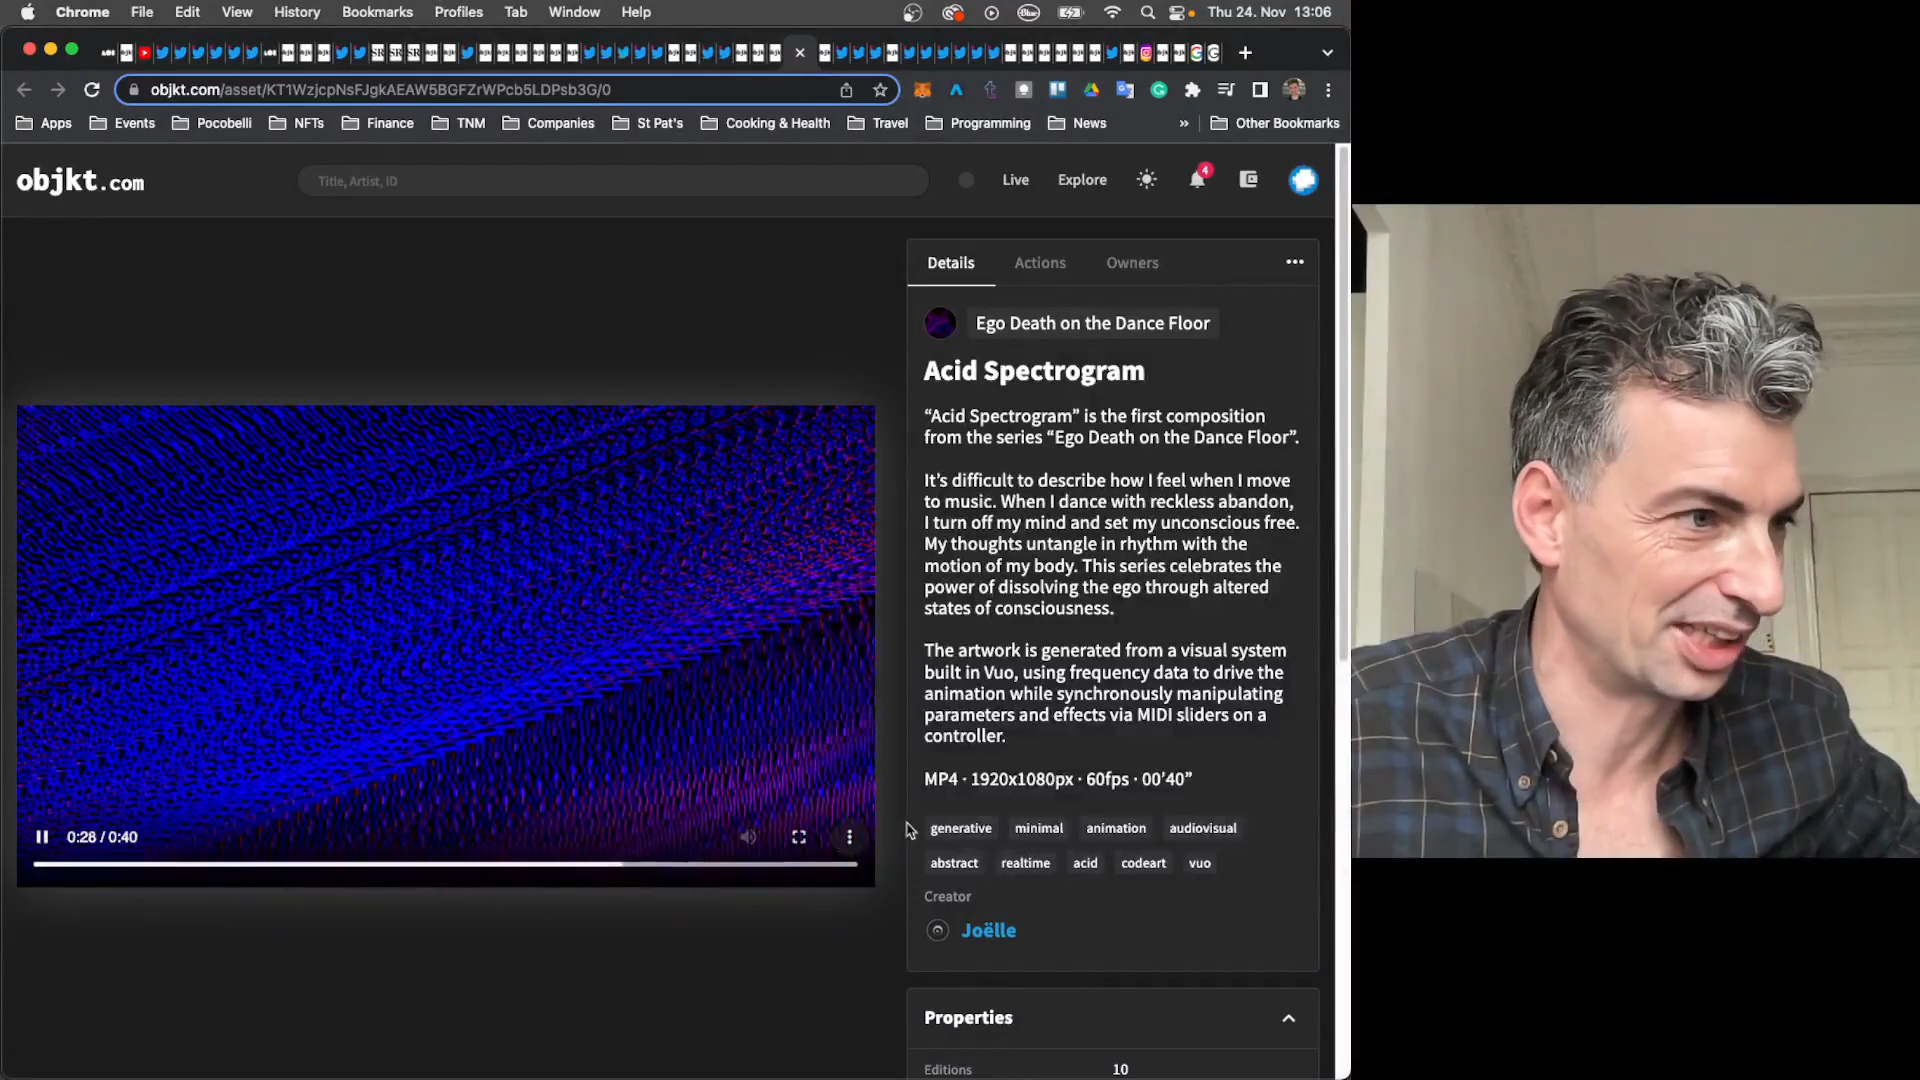 Chrome File Edit View History Bookmarks Profiles Tab Window Help Thu 24. Nov 13:06
objkt.com/asset/KT1WzjcpNsFJgkAEAW5BGFZrWPcb5LDPsb3G/0
Apps Events Pocobelli NFTs Finance TNM Companies St Pat's Cooking & Health Travel Programming News » Other Bookmarks
objkt.com Title, Artist, ID Live Explore 4
Details Actions Owners
Ego Death on the Dance Floor
Acid Spectrogram
“Acid Spectrogram” is the first composition
from the series “Ego Death on the Dance Floor”.
It’s difficult to describe how I feel when I move
to music. When I dance with reckless abandon,
I turn off my mind and set my unconscious free.
My thoughts untangle in rhythm with the
motion of my body. This series celebrates the
power of dissolving the ego through altered
states of consciousness.
The artwork is generated from a visual system
built in Vuo, using frequency data to drive the
animation while synchronously manipulating
parameters and effects via MIDI sliders on a
controller.
MP4 · 1920x1080px · 60fps · 00’40”
0:28 / 0:40
generative minimal animation audiovisual
abstract realtime acid codeart vuo
Creator
Joëlle
Properties
Editions 10